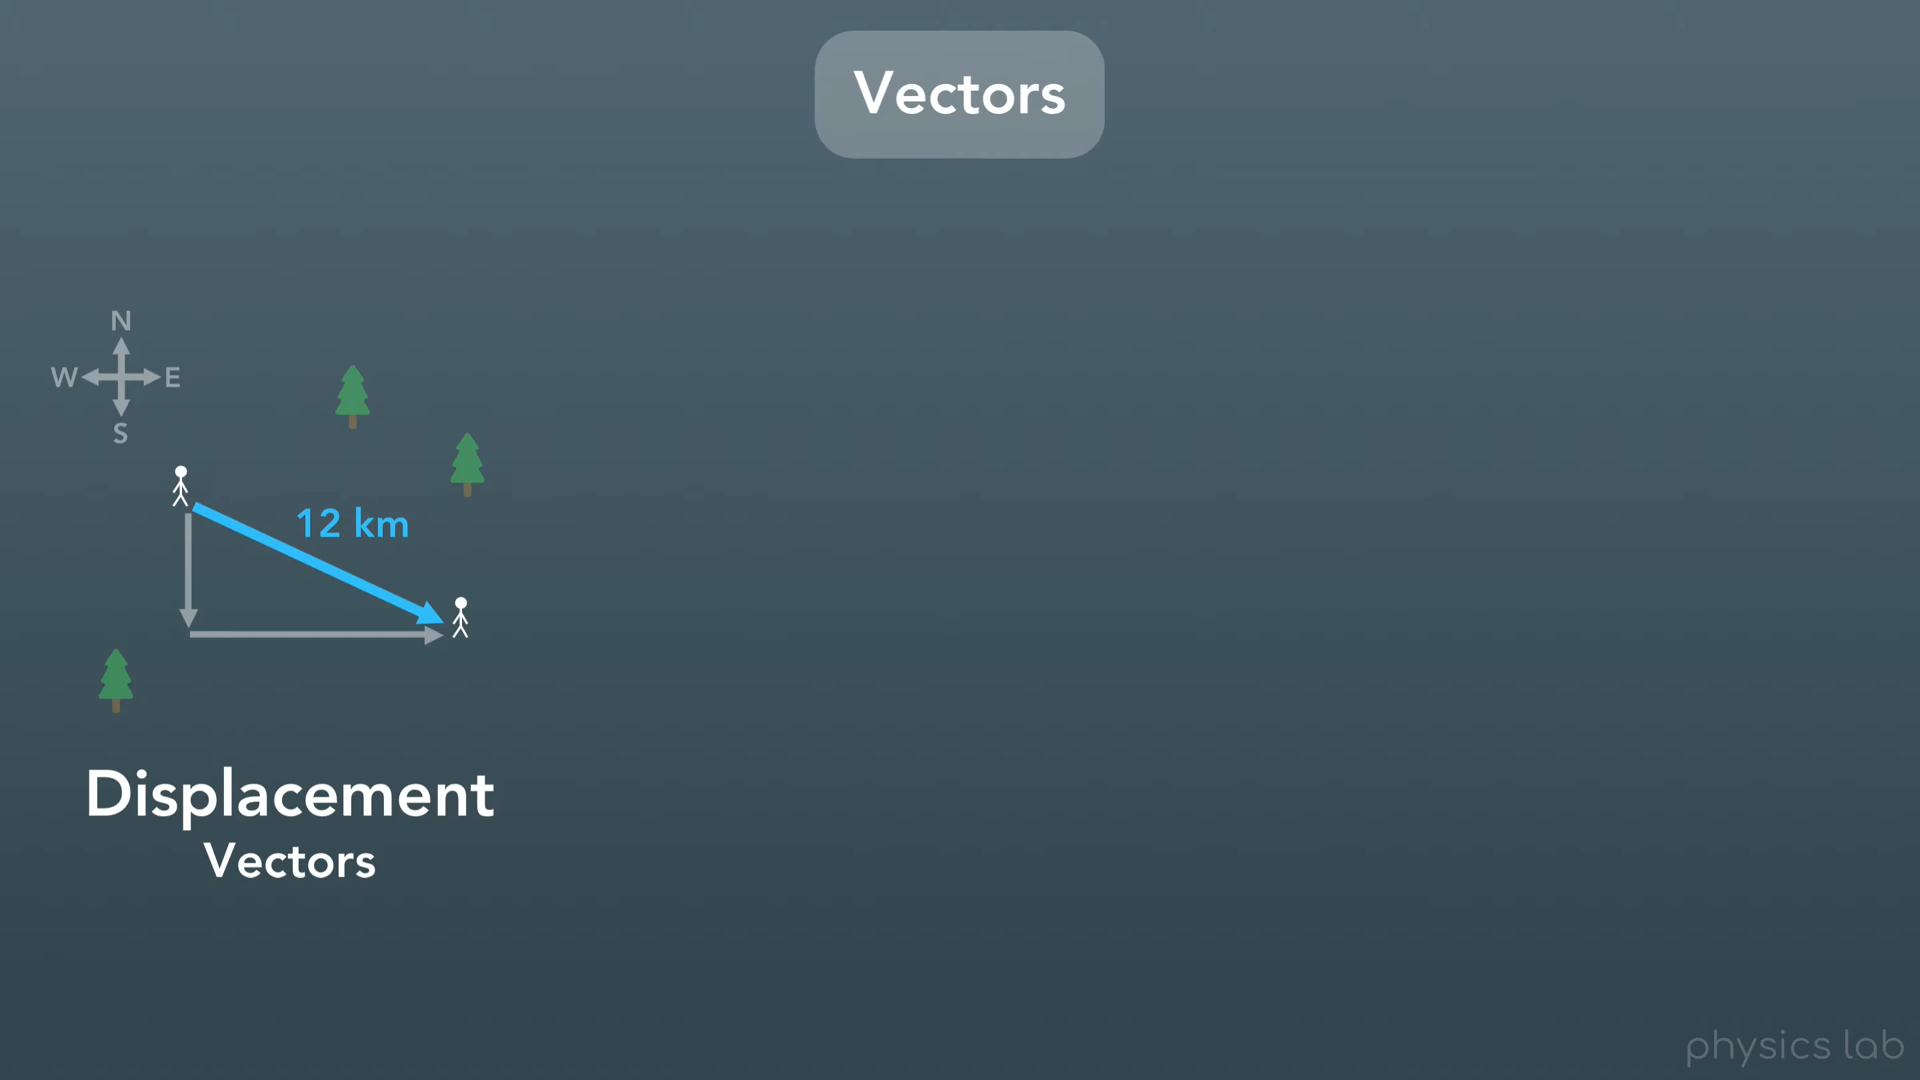 Vectors
N
W E
S
12 km
Displacement
Vectors
physics lab